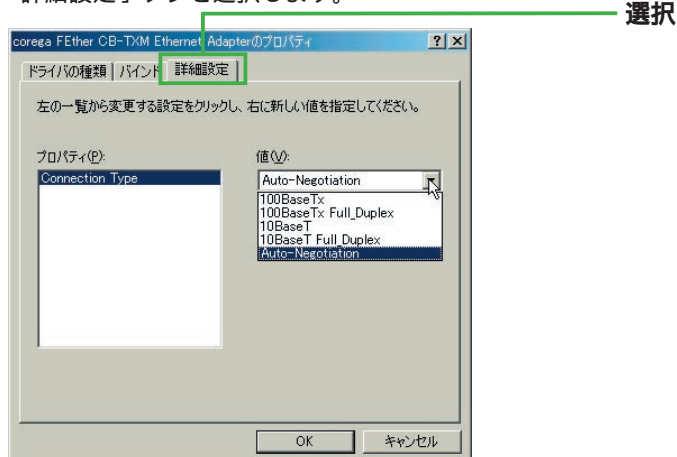 詳細設定」タブを選択します。
選択
corega FEther CB-TXM Ethernet Adapterのプロパティ
ドライバの種類 バインド 詳細設定
左の一覧から変更する設定をクリックし、右に新しい値を指定してください。
プロパティ(P): 値(V):
Connection Type Auto-Negotiation
100BaseTx
100BaseTx Full_Duplex
10BaseT
10BaseT Full_Duplex
Auto-Negotiation
OK キャンセル